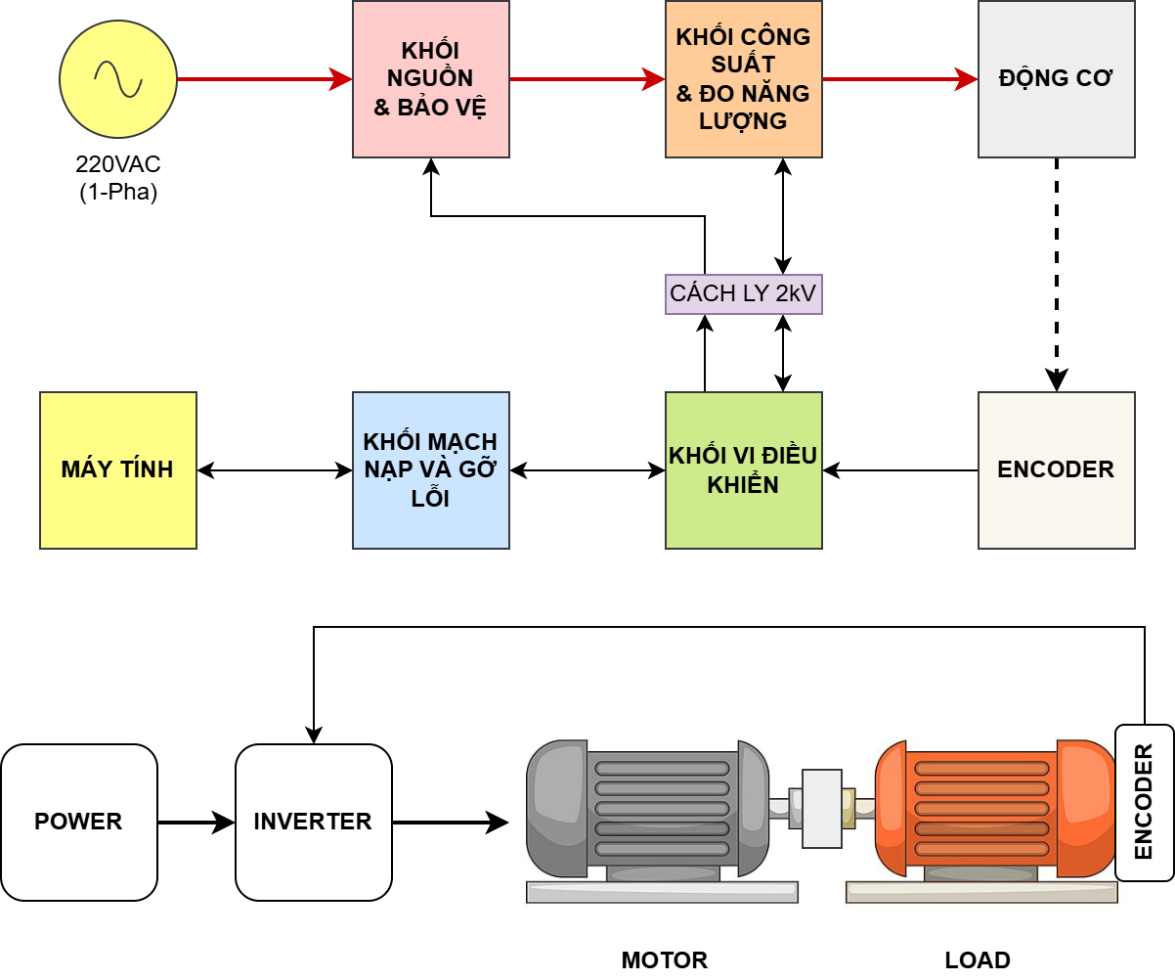 KHỐI
NGUỒN
& BẢO VỆ
KHỐI CÔNG
SUẤT
& ĐO NĂNG
LƯỢNG
ĐỘNG CƠ
220VAC
(1-Pha)
CÁCH LY 2kV
MÁY TÍNH
KHỐI MẠCH
NẠP VÀ GỠ
LỖI
KHỐI VI ĐIỀU
KHIỂN
ENCODER
POWER
INVERTER
ENCODER
MOTOR
LOAD